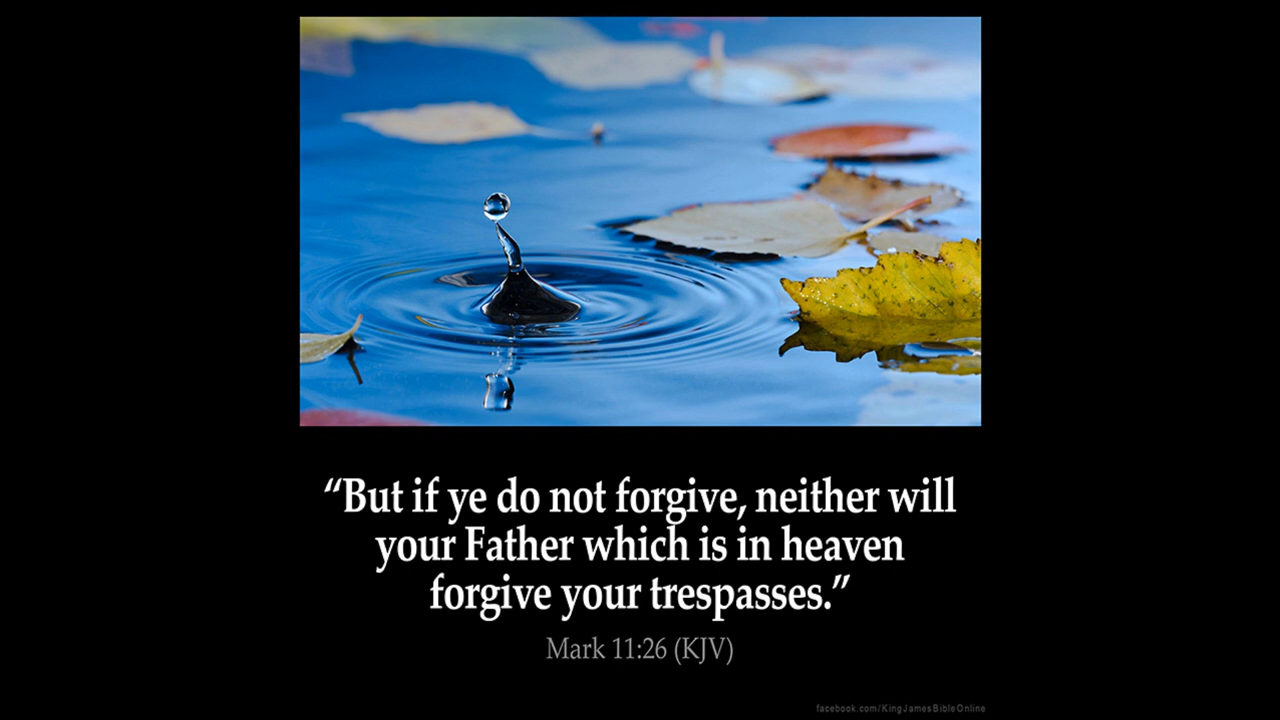 “But if ye do not forgive, neither will
your Father which is in heaven
forgive your trespasses.”
Mark 11:26 (KJV)
facebook.com/KingJamesBibleOnline